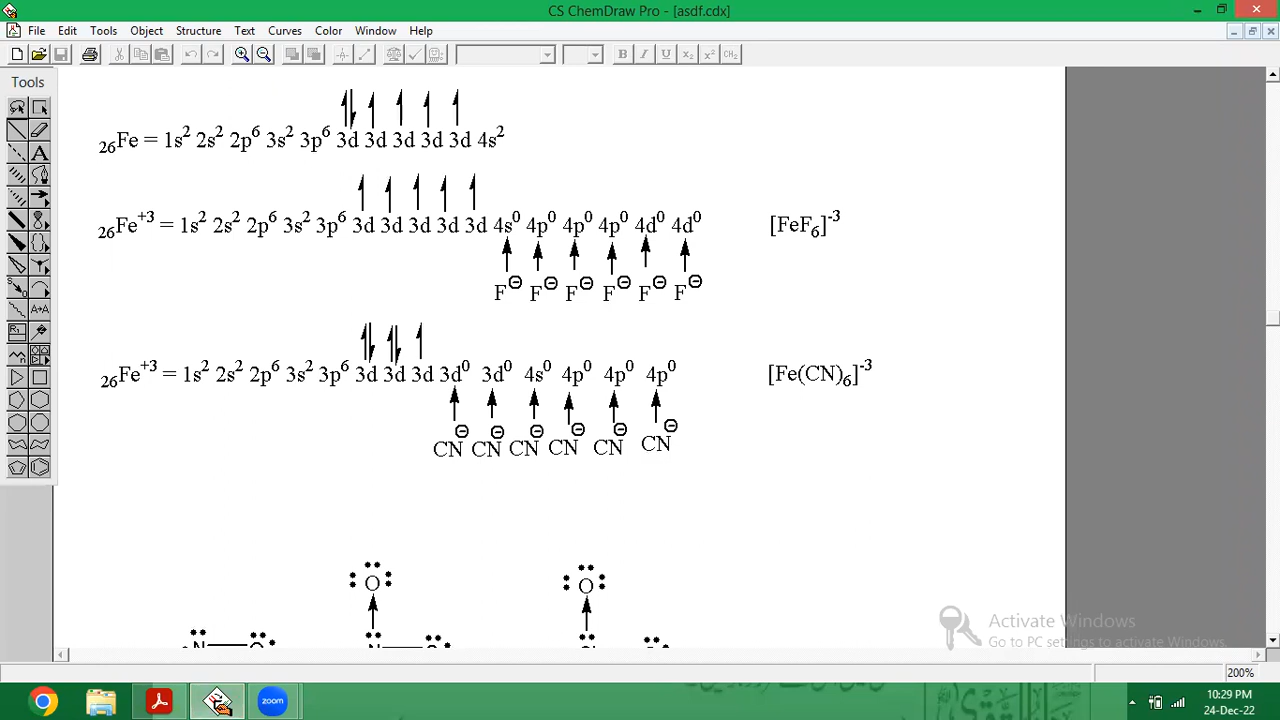 CS ChemDraw Pro - [asdf.cdx]
File Edit Tools Object Structure Text Curves Color Window Help
B I U x₂ x² CH₂
Tools
₂₆Fe = 1s² 2s² 2p⁶ 3s² 3p⁶ 3d 3d 3d 3d 3d 4s²
₂₆Fe⁺³ = 1s² 2s² 2p⁶ 3s² 3p⁶ 3d 3d 3d 3d 3d 4s⁰ 4p⁰ 4p⁰ 4p⁰ 4d⁰ 4d⁰ [FeF₆]⁻³
F⊖ F⊖ F⊖ F⊖ F⊖ F⊖
₂₆Fe⁺³ = 1s² 2s² 2p⁶ 3s² 3p⁶ 3d 3d 3d 3d⁰ 3d⁰ 4s⁰ 4p⁰ 4p⁰ 4p⁰ [Fe(CN)₆]⁻³
CN⊖ CN⊖ CN⊖ CN⊖ CN⊖ CN⊖
O O
Activate Windows
Go to PC settings to activate Windows.
200%
zoom
10:29 PM
24-Dec-22